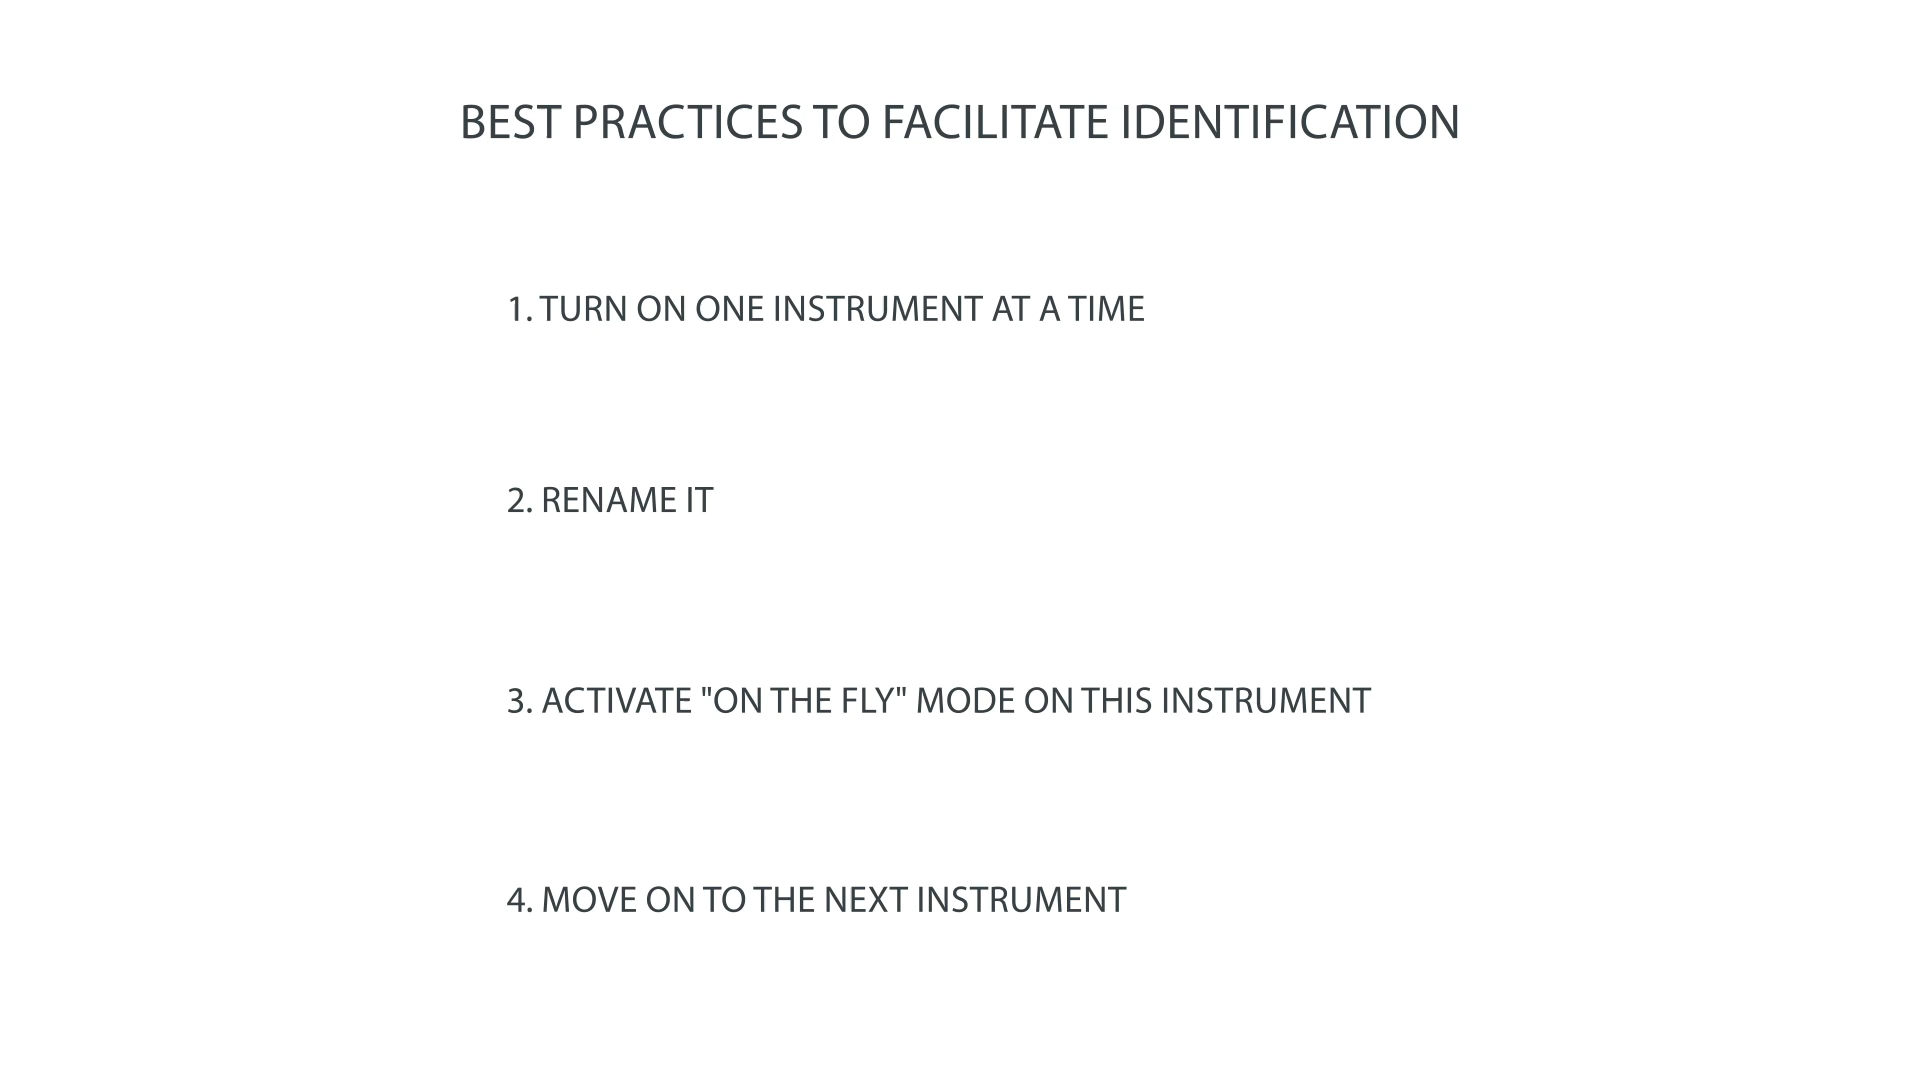 BEST PRACTICES TO FACILITATE IDENTIFICATION
1. TURN ON ONE INSTRUMENT AT A TIME
2. RENAME IT
3. ACTIVATE "ON THE FLY" MODE ON THIS INSTRUMENT
4. MOVE ON TO THE NEXT INSTRUMENT